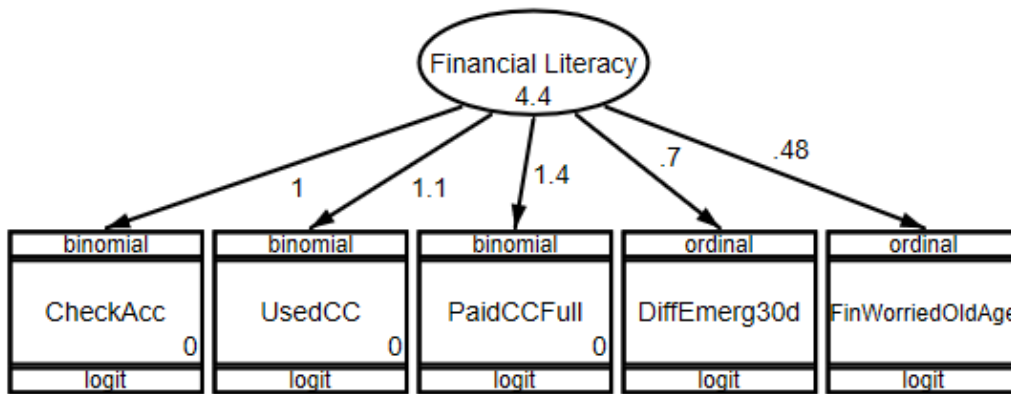 Financial Literacy
4.4
1
1.1
1.4
.7
.48
binomial binomial binomial ordinal ordinal
CheckAcc UsedCC PaidCCFull DiffEmerg30d FinWorriedOldAge
0 0 0
logit logit logit logit logit